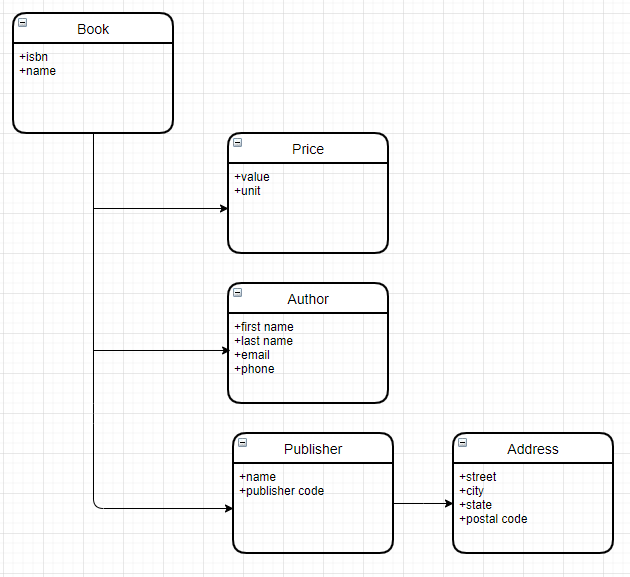 Book
+isbn
+name
Price
+value
+unit
Author
+first name
+last name
+email
+phone
Publisher
+name
+publisher code
Address
+street
+city
+state
+postal code